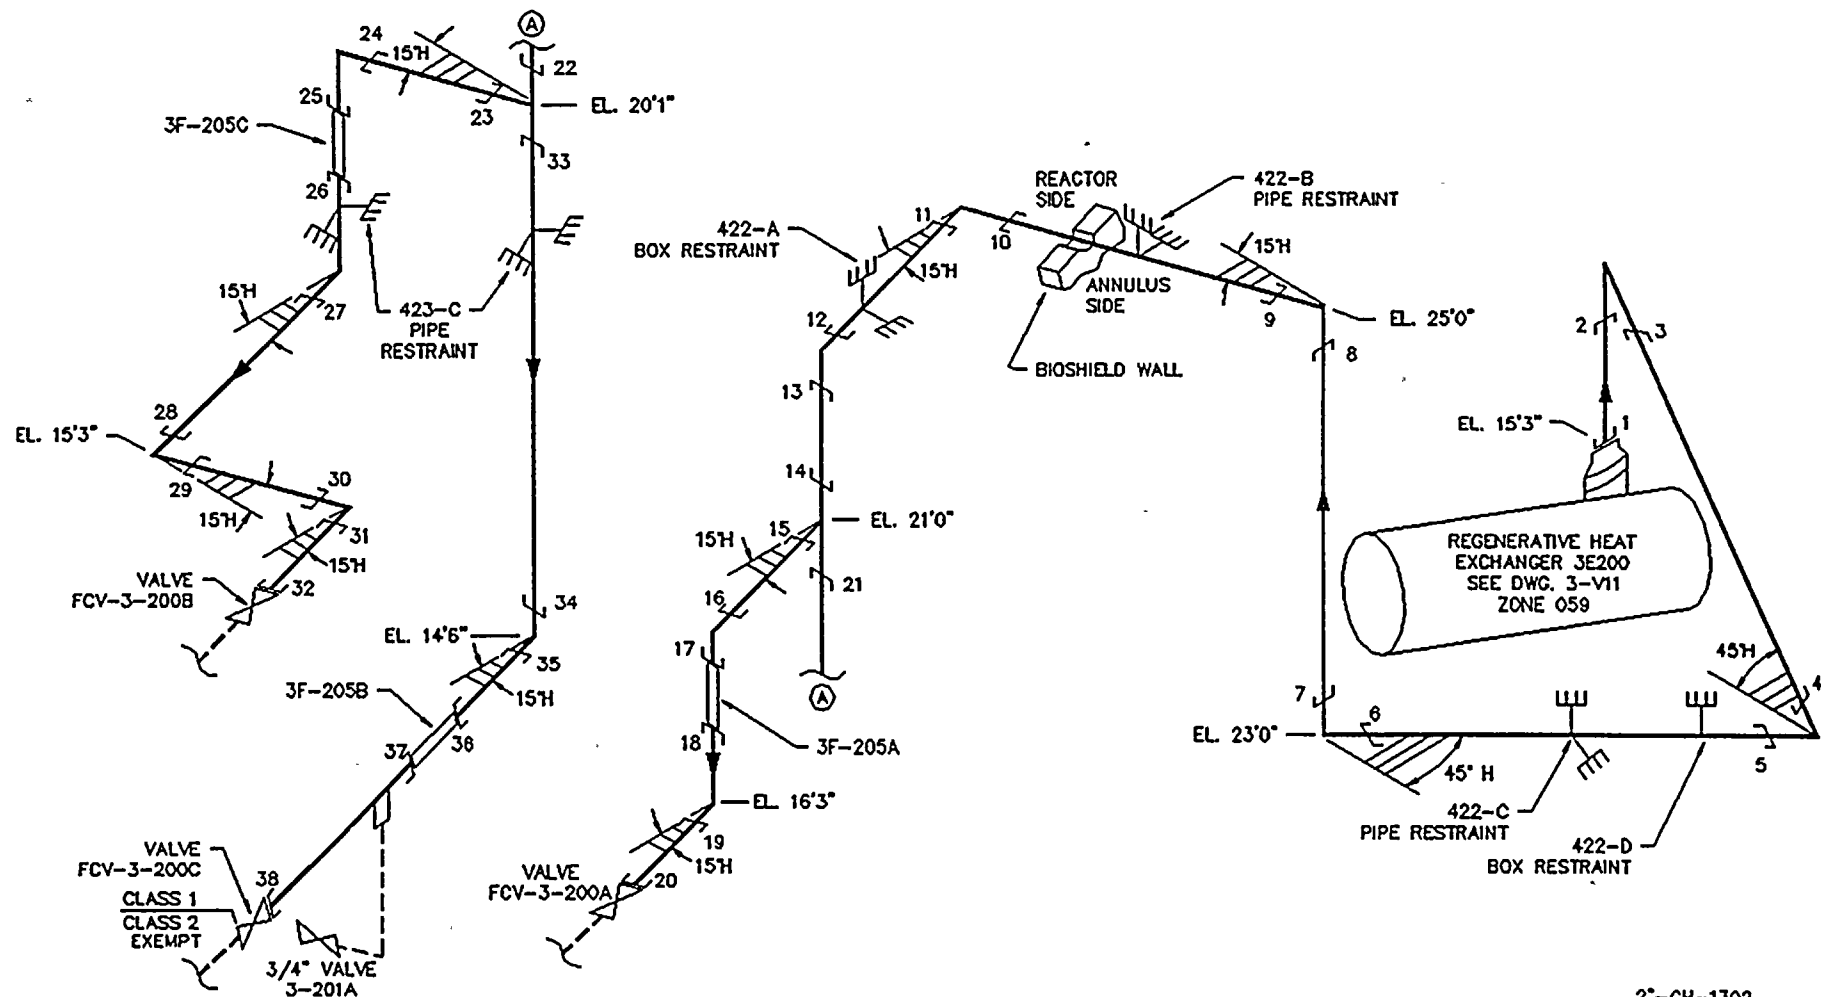 A
24
15°H
22
25
23
EL. 20'1"
3F-205C
33
26
REACTOR
SIDE
422-B
PIPE RESTRAINT
11
10
422-A
BOX RESTRAINT
15°H
15°H
15°H
27
423-C
PIPE
RESTRAINT
ANNULUS
SIDE
9
EL. 25'0"
12
2
3
8
BIOSHIELD WALL
13
28
EL. 15'3"
EL. 15'3"
1
29
30
14
15°H
31
EL. 21'0"
15
15°H
REGENERATIVE HEAT
EXCHANGER 3E200
SEE DWG. 3-V11
ZONE 059
15°H
VALVE
FCV-3-200B
32
21
16
34
EL. 14'6"
35
17
45°H
3F-205B
15°H
A
7
6
4
36
37
18
3F-205A
EL. 23'0"
5
45° H
EL. 16'3"
422-C
PIPE RESTRAINT
19
15°H
422-D
BOX RESTRAINT
VALVE
FCV-3-200C
38
VALVE
FCV-3-200A
20
CLASS 1
CLASS 2
EXEMPT
3/4" VALVE
3-201A
2"-CH-1302